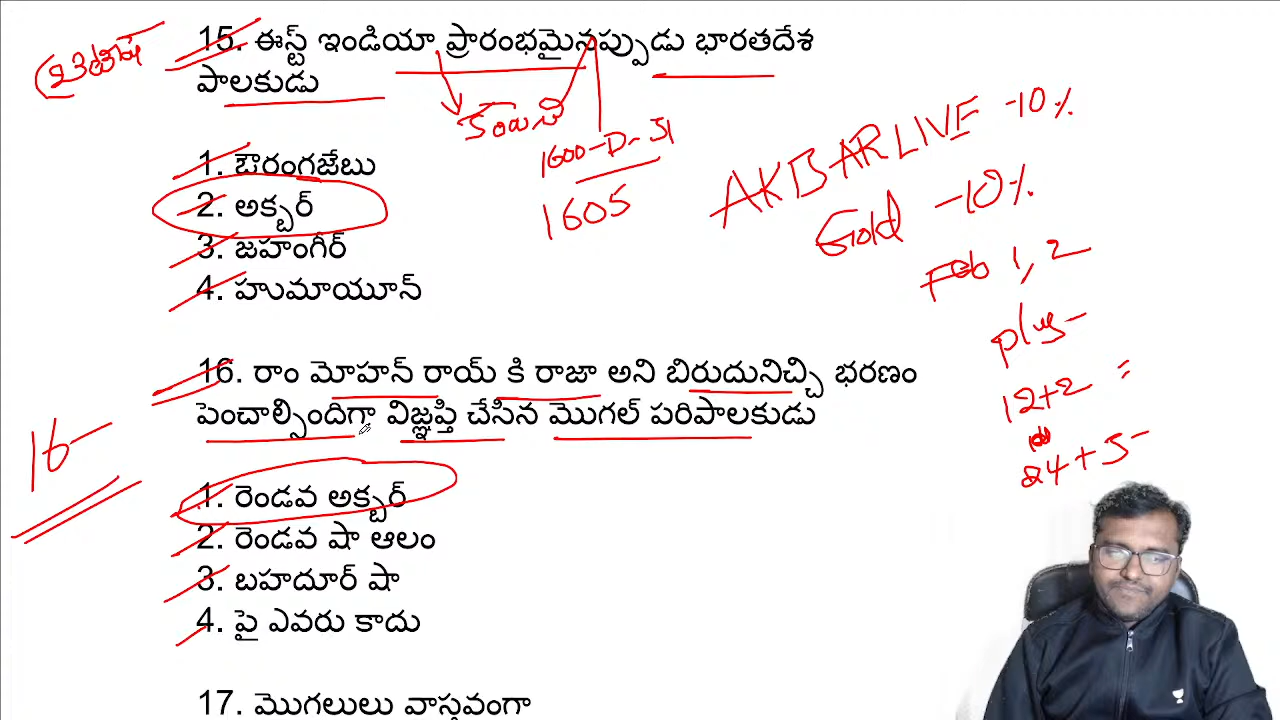 15. ఈస్ట్ ఇండియా ప్రారంభమైనప్పుడు భారతదేశ
పాలకుడు
1600-D-31
1605
1. ఔరంగజేబు
2. అక్బర్
3. జహంగీర్
4. హుమాయూన్
AKBARLIVE -10%
Gold -10%
Feb 1, 2
plus-
12+2 =
24+5-
16. రాం మోహన్ రాయ్ కి రాజా అని బిరుదునిచ్చి భరణం
పెంచాల్సిందిగా విజ్ఞప్తి చేసిన మొగల్ పరిపాలకుడు
16-
1. రెండవ అక్బర్
2. రెండవ షా ఆలం
3. బహదూర్ షా
4. పై ఎవరు కాదు
17. మొగలులు వాస్తవంగా